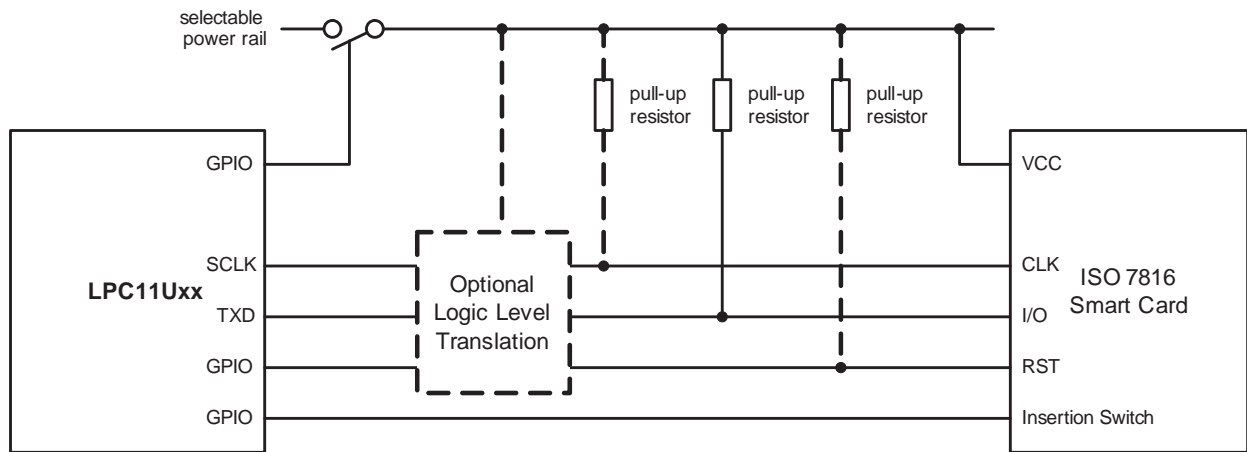 selectable
power rail
pull-up
resistor
pull-up
resistor
pull-up
resistor
GPIO
VCC
SCLK
CLK
LPC11Uxx
Optional
Logic Level
Translation
ISO 7816
Smart Card
TXD
I/O
GPIO
RST
GPIO
Insertion Switch